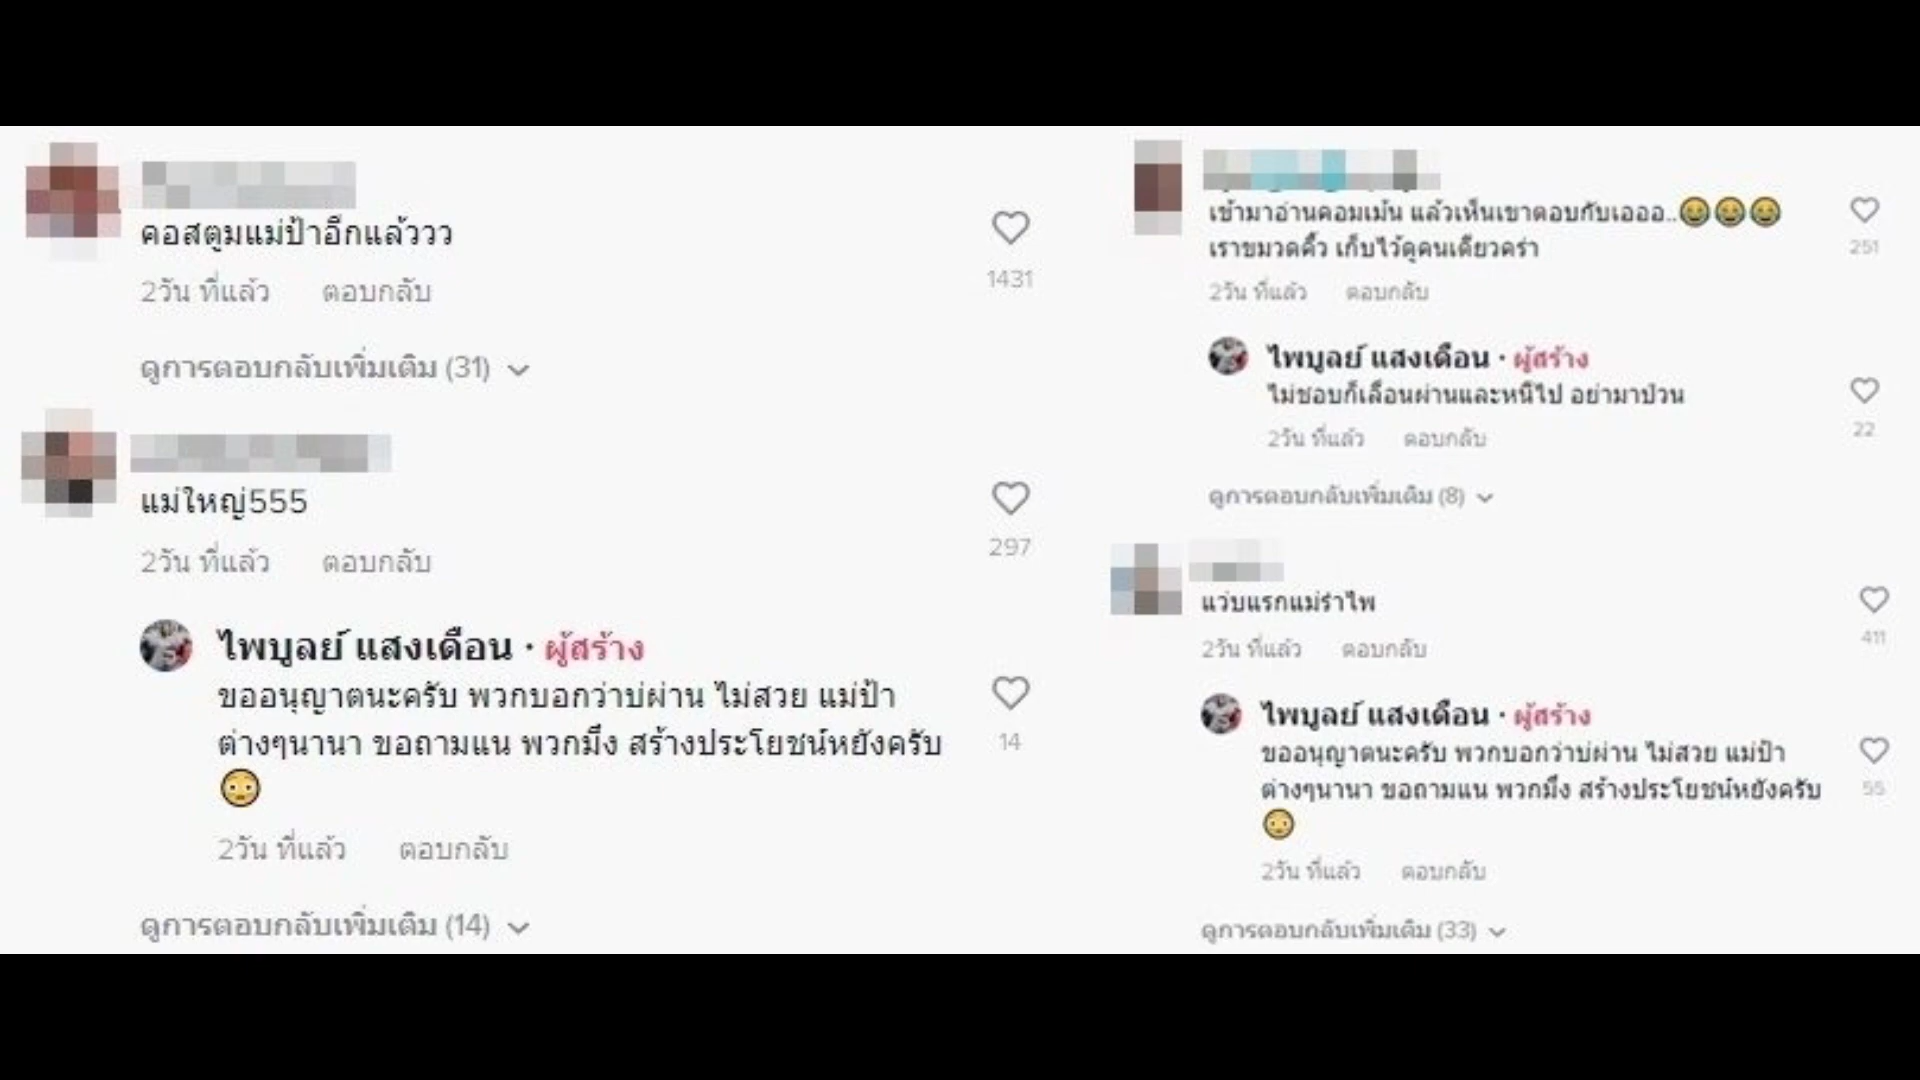 คอสตูมแม่ป้าอีกแล้ววว
1431
2วัน ที่แล้ว ตอบกลับ
ดูการตอบกลับเพิ่มเติม (31)
แม่ใหญ่555
297
2วัน ที่แล้ว ตอบกลับ
ไพบูลย์ แสงเดือน · ผู้สร้าง
ขออนุญาตนะครับ พวกบอกว่าบ่ผ่าน ไม่สวย แม่ป้า
ต่างๆนานา ขอถามแน พวกมึง สร้างประโยชน์หยังครับ
😳
14
2วัน ที่แล้ว ตอบกลับ
ดูการตอบกลับเพิ่มเติม (14)
เข้ามาอ่านคอมเม้น แล้วเห็นเขาตอบกับเอออ..😂😂😂
เราขมวดคิ้ว เก็บไว้ดูคนเดียวคร่า
251
2วัน ที่แล้ว ตอบกลับ
ไพบูลย์ แสงเดือน · ผู้สร้าง
ไม่ชอบก็เลื่อนผ่านและหนีไป อย่ามาป่วน
22
2วัน ที่แล้ว ตอบกลับ
ดูการตอบกลับเพิ่มเติม (8)
แว่บแรกแม่รำไพ
411
2วัน ที่แล้ว ตอบกลับ
ไพบูลย์ แสงเดือน · ผู้สร้าง
ขออนุญาตนะครับ พวกบอกว่าบ่ผ่าน ไม่สวย แม่ป้า
ต่างๆนานา ขอถามแน พวกมึง สร้างประโยชน์หยังครับ
😳
55
2วัน ที่แล้ว ตอบกลับ
ดูการตอบกลับเพิ่มเติม (33)